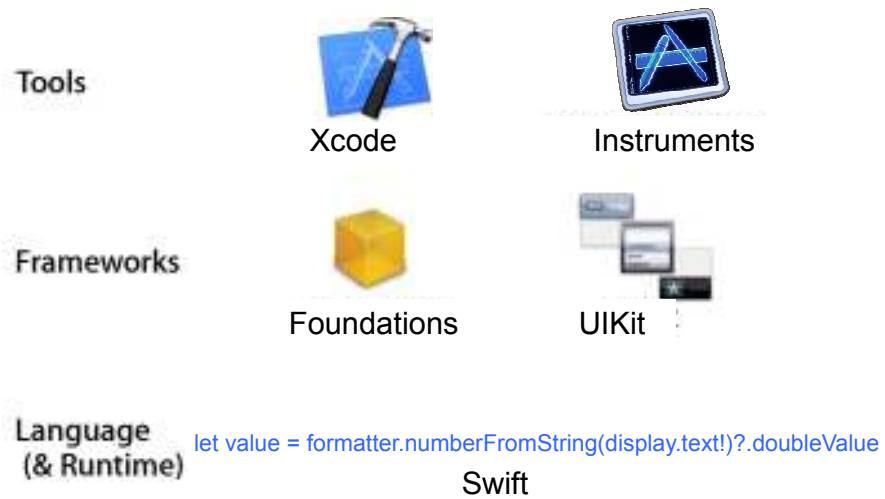 Tools
Xcode Instruments
Frameworks
Foundations UIKit
Language
(& Runtime)
let value = formatter.numberFromString(display.text!)?.doubleValue
Swift